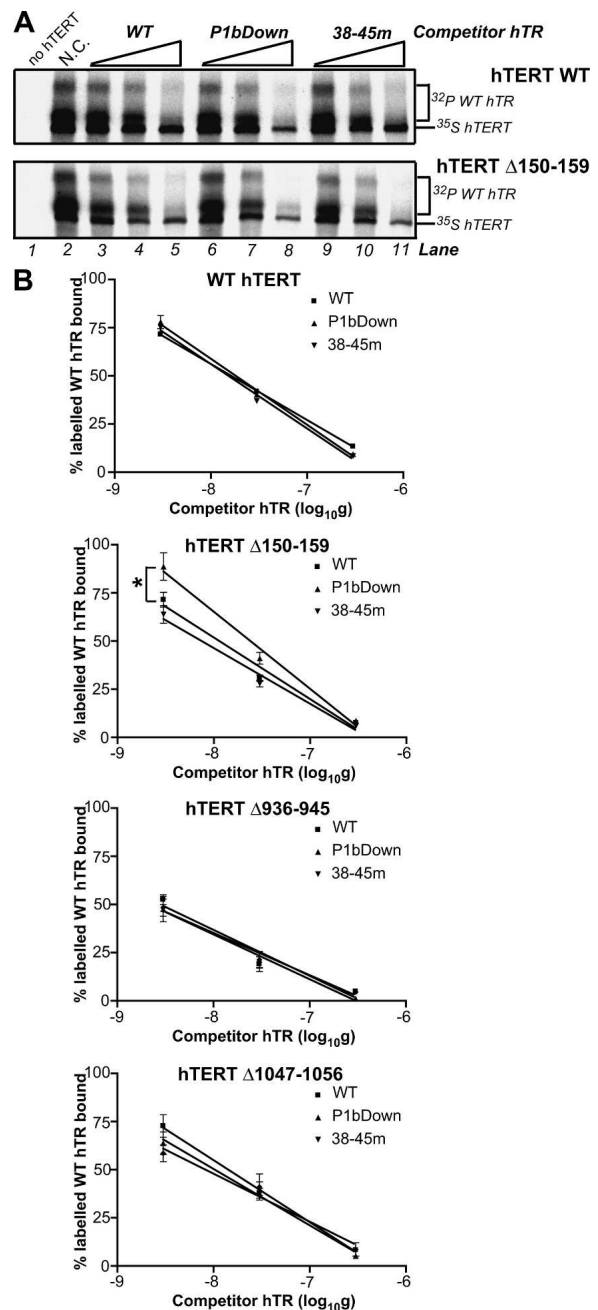 A
no hTERT
N.C.
WT
P1bDown
38-45m
Competitor hTR
hTERT WT
32P WT hTR
35S hTERT
hTERT Δ150-159
32P WT hTR
35S hTERT
1 2 3 4 5 6 7 8 9 10 11 Lane
B
WT hTERT
% labelled WT hTR bound
100
75
50
25
0
WT
P1bDown
38-45m
-9 -8 -7 -6
Competitor hTR (log10g)
hTERT Δ150-159
% labelled WT hTR bound
100
75
50
25
0
*
WT
P1bDown
38-45m
-9 -8 -7 -6
Competitor hTR (log10g)
hTERT Δ936-945
% labelled WT hTR bound
100
75
50
25
0
WT
P1bDown
38-45m
-9 -8 -7 -6
Competitor hTR (log10g)
hTERT Δ1047-1056
% labelled WT hTR bound
100
75
50
25
0
WT
P1bDown
38-45m
-9 -8 -7 -6
Competitor hTR (log10g)